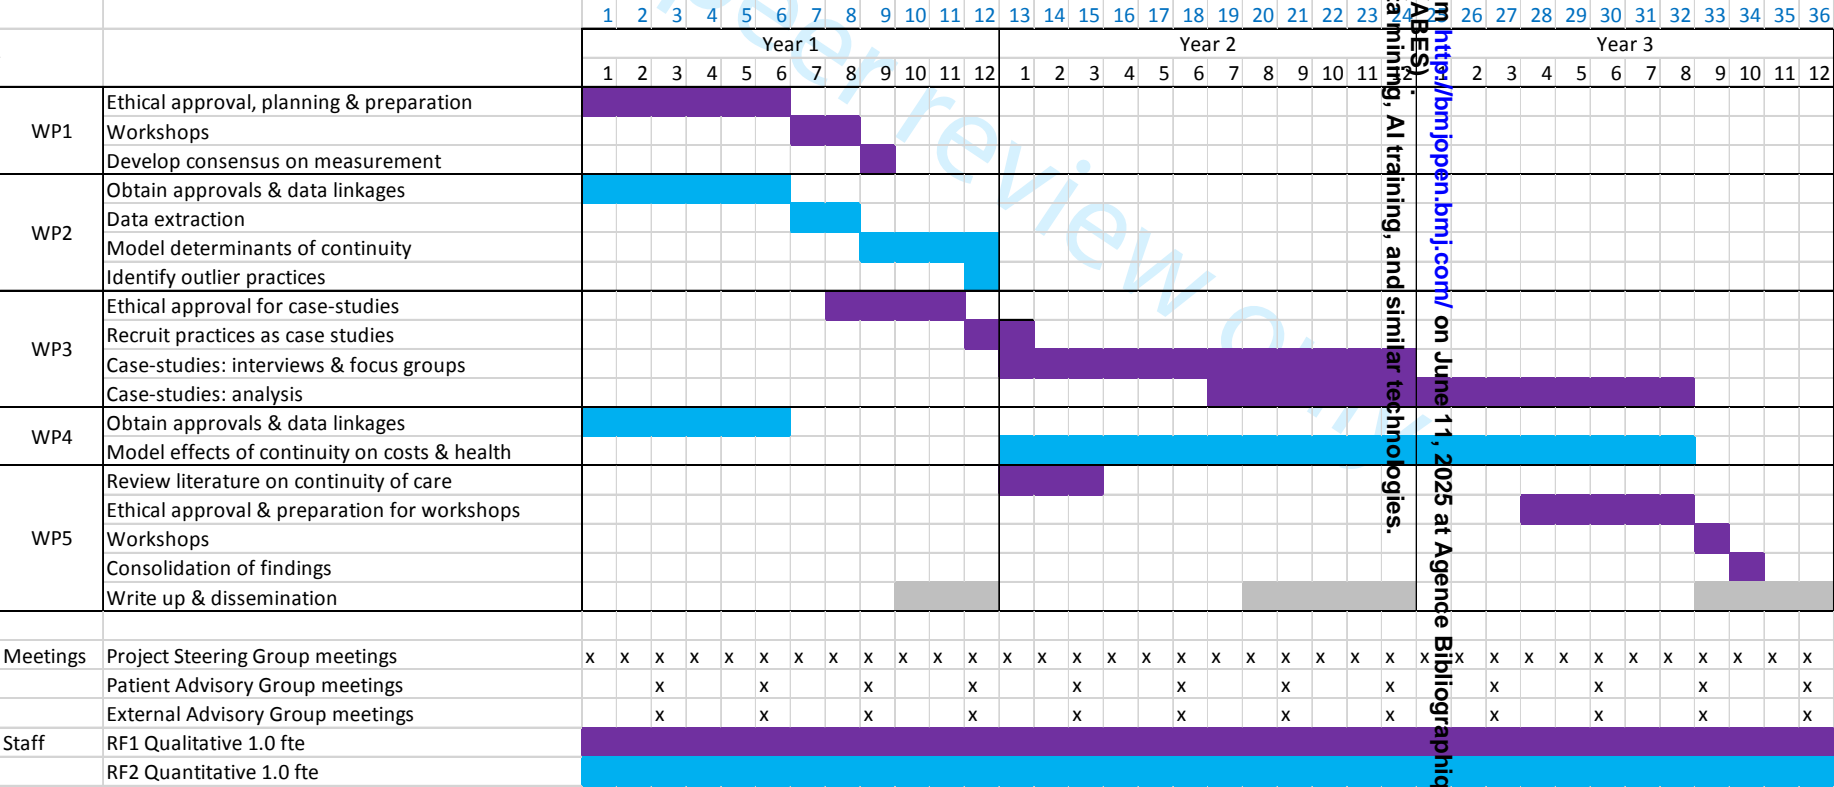 1 2 3 4 5 6 7 8 9 10 11 12 13 14 15 16 17 18 19 20 21 22 23 24 26 27 28 29 30 31 32 33 34 35 36
Year 1 Year 2 Year 3
1 2 3 4 5 6 7 8 9 10 11 12 1 2 3 4 5 6 7 8 9 10 11 12 2 3 4 5 6 7 8 9 10 11 12
WP1
Ethical approval, planning & preparation
Workshops
Develop consensus on measurement
WP2
Obtain approvals & data linkages
Data extraction
Model determinants of continuity
Identify outlier practices
WP3
Ethical approval for case-studies
Recruit practices as case studies
Case-studies: interviews & focus groups
Case-studies: analysis
WP4
Obtain approvals & data linkages
Model effects of continuity on costs & health
WP5
Review literature on continuity of care
Ethical approval & preparation for workshops
Workshops
Consolidation of findings
Write up & dissemination
Meetings Project Steering Group meetings x x x x x x x x x x x x x x x x x x x x x x x x x x x x x x x x x x x x
Patient Advisory Group meetings x x x x x x x x x x x x
External Advisory Group meetings x x x x x x x x x x x x
Staff RF1 Qualitative 1.0 fte
RF2 Quantitative 1.0 fte
peer review only
m http://bmjopen.bmj.com/ on June 11, 2025 at Agence Bibliographiq
ABES) .
a mining, AI training, and similar technologies.